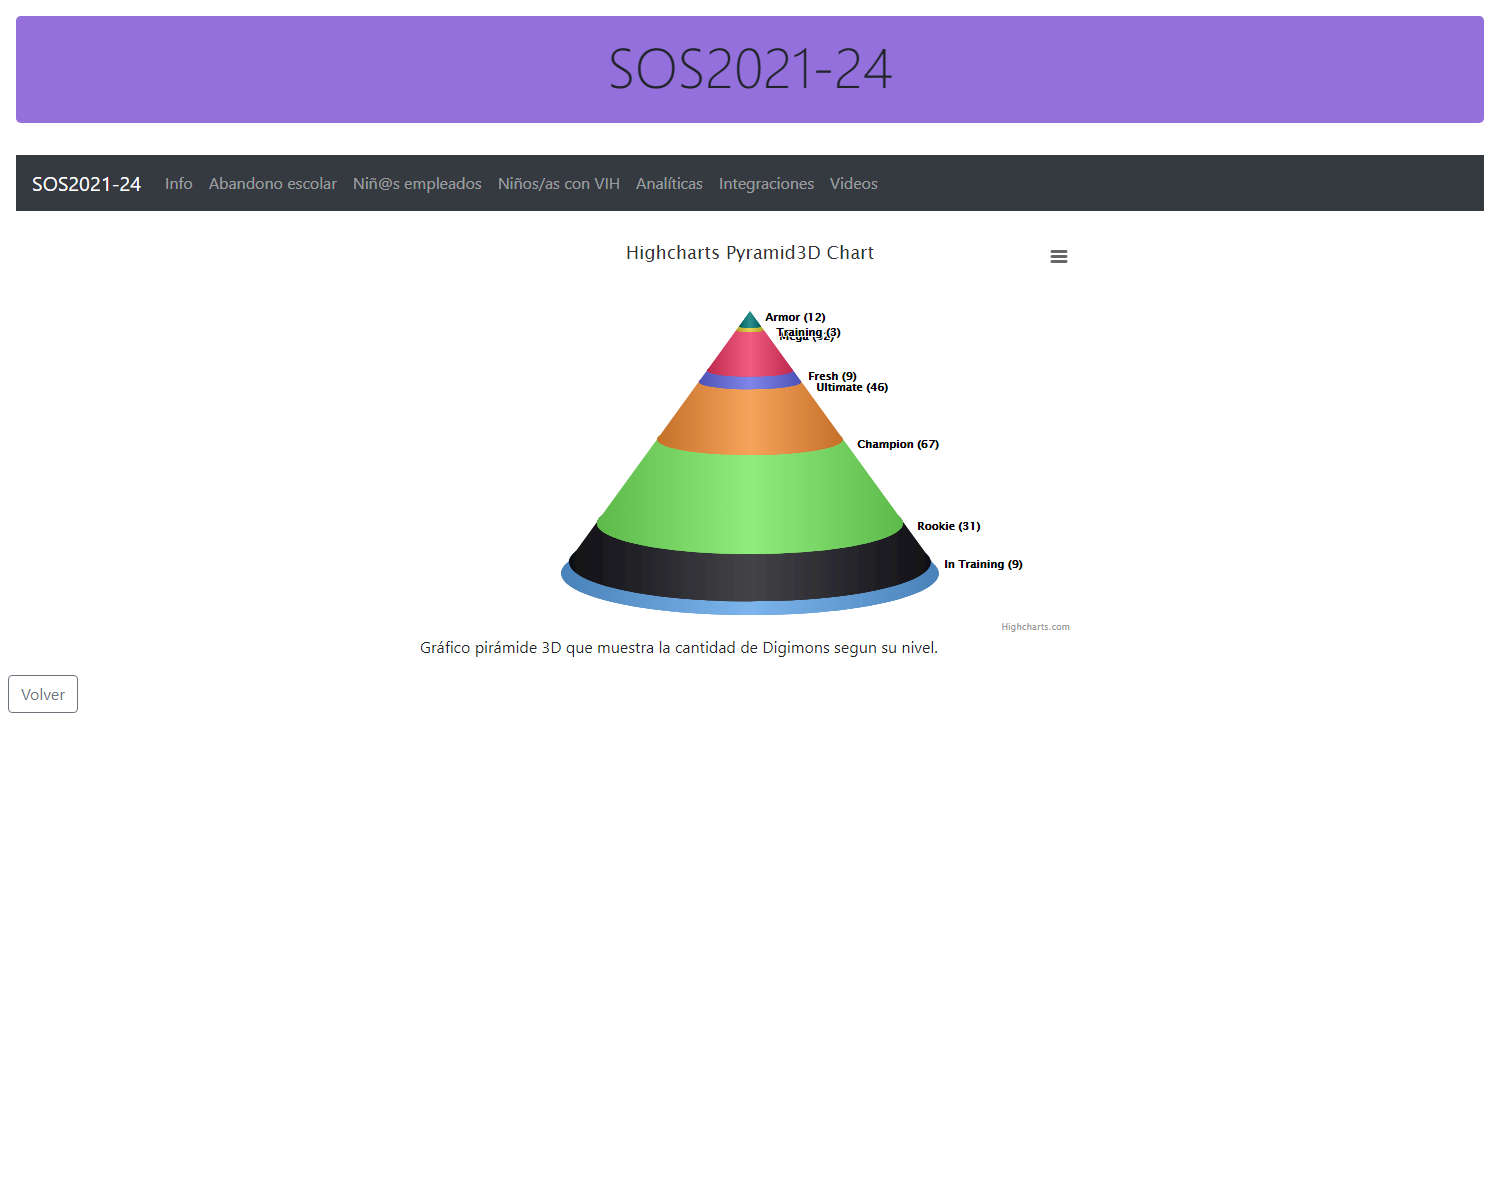 SOS2021-24
SOS2021-24 Info Abandono escolar Niñ@s empleados Niños/as con VIH Analíticas Integraciones Videos
Highcharts Pyramid3D Chart
Armor (12)
Training (3)
Fresh (9)
Ultimate (46)
Champion (67)
Rookie (31)
In Training (9)
Highcharts.com
Gráfico pirámide 3D que muestra la cantidad de Digimons segun su nivel.
Volver